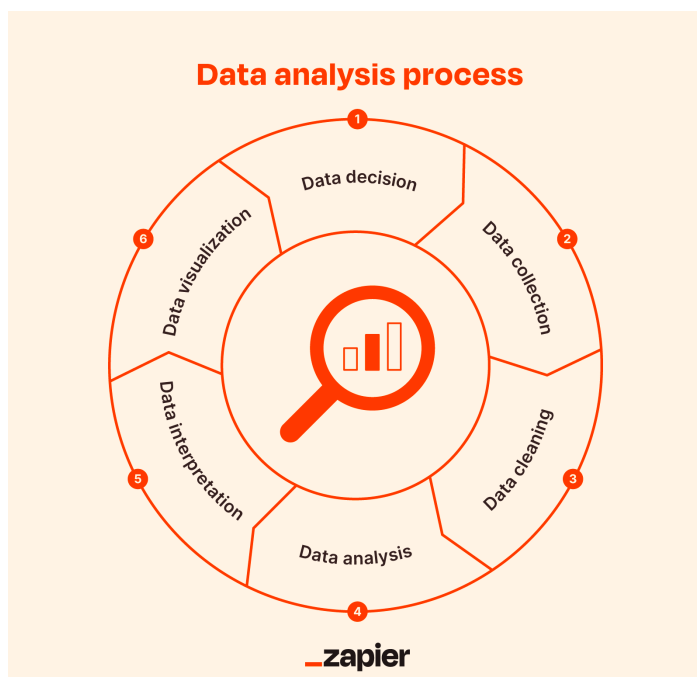 Data analysis process
1
Data decision
2
Data collection
3
Data cleaning
4
Data analysis
5
Data interpretation
6
Data visualization
_zapier